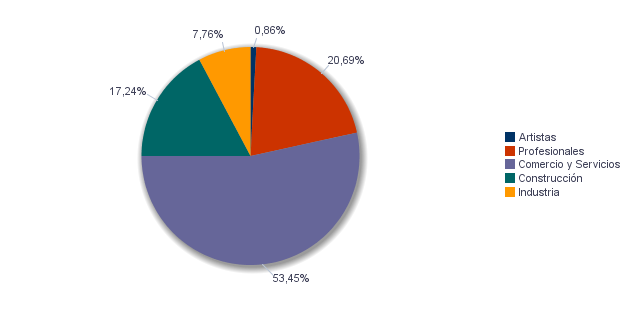 0,86%
7,76%
20,69%
17,24%
53,45%
Artistas
Profesionales
Comercio y Servicios
Construcción
Industria